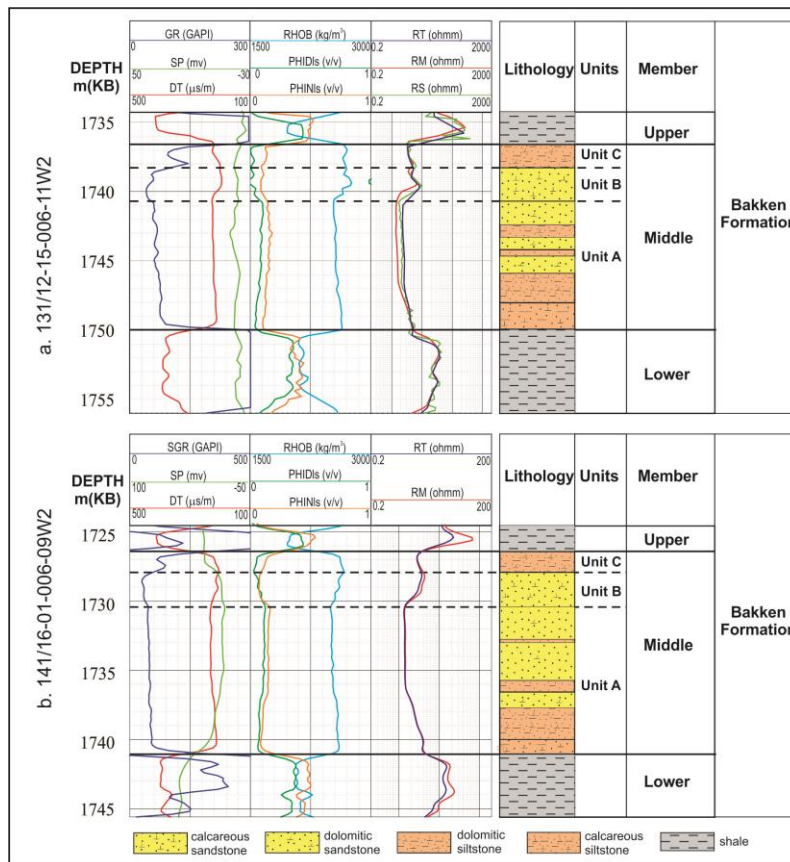 a. 131/12-15-006-11W2
DEPTH
m(KB)
0 GR (GAPI) 300
50 SP (mv) -30
500 DT (μs/m) 100
1500 RHOB (kg/m³) 3000
0 PHIDls (v/v) 1
0 PHINls (v/v) 1
0.2 RT (ohmm) 2000
0.2 RM (ohmm) 2000
0.2 RS (ohmm) 2000
Lithology Units Member
1735
1740
1745
1750
1755
Unit C
Unit B
Unit A
Upper
Middle
Lower
Bakken
Formation
b. 141/16-01-006-09W2
DEPTH
m(KB)
0 SGR (GAPI) 500
100 SP (mv) -50
500 DT (μs/m) 100
1500 RHOB (kg/m³) 3000
0 PHIDls (v/v) 1
0 PHINls (v/v) 1
0.2 RT (ohmm) 200
0.2 RM (ohmm) 200
Lithology Units Member
1725
1730
1735
1740
1745
Unit C
Unit B
Unit A
Upper
Middle
Lower
Bakken
Formation
calcareous
sandstone
dolomitic
sandstone
dolomitic
siltstone
calcareous
siltstone
shale